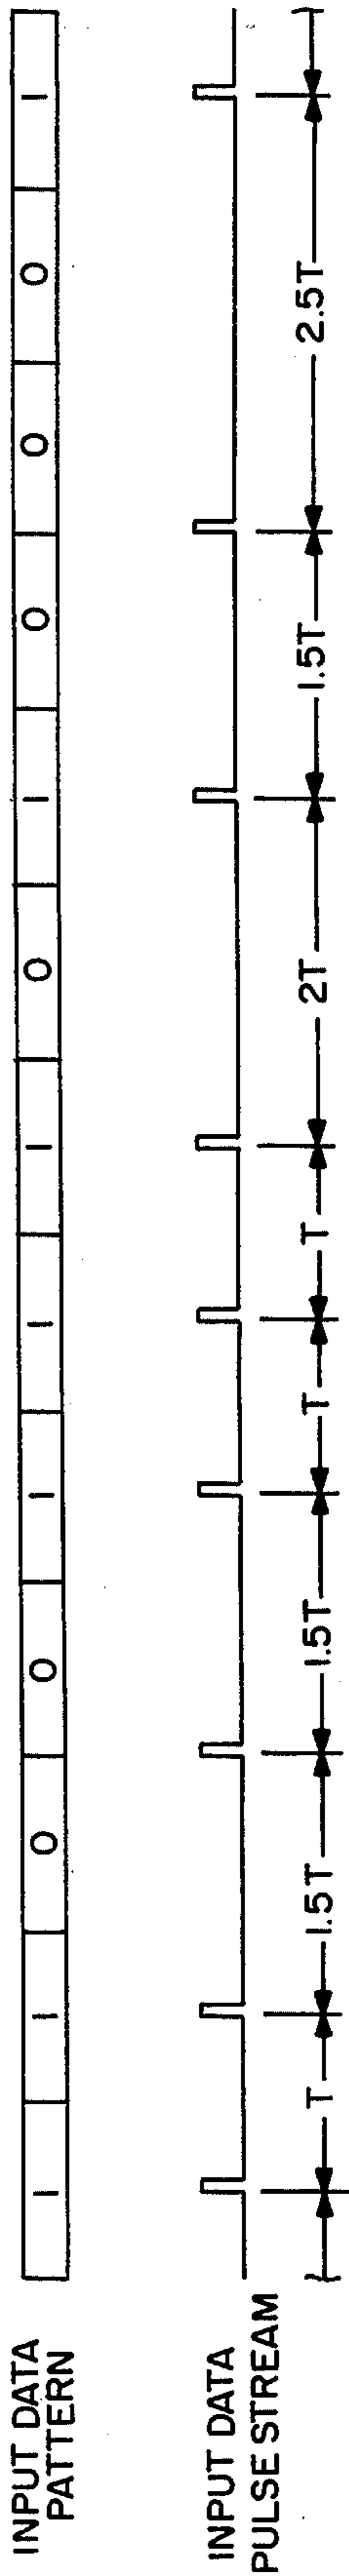 INPUT DATA
PATTERN
1 1 0 0 1 1 1 0 1 0 0 0 1
INPUT DATA
PULSE STREAM
T 1.5T 1.5T T T 2T 1.5T 2.5T